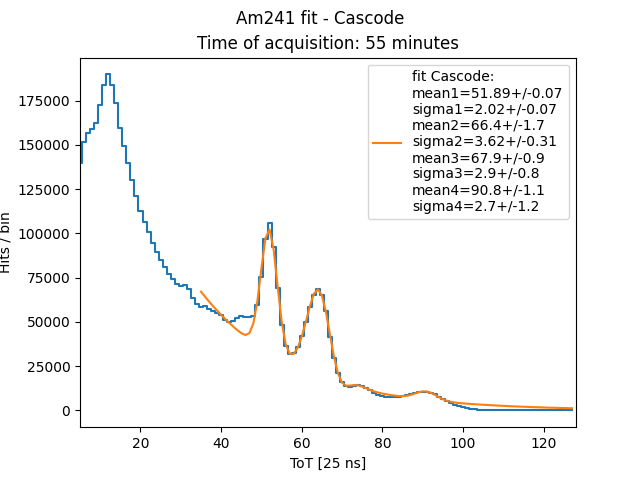 Am241 fit - Cascode
Time of acquisition: 55 minutes
fit Cascode:
mean1=51.89+/-0.07
sigma1=2.02+/-0.07
mean2=66.4+/-1.7
sigma2=3.62+/-0.31
mean3=67.9+/-0.9
sigma3=2.9+/-0.8
mean4=90.8+/-1.1
sigma4=2.7+/-1.2
Hits / bin
175000
150000
125000
100000
75000
50000
25000
0
20 40 60 80 100 120
ToT [25 ns]